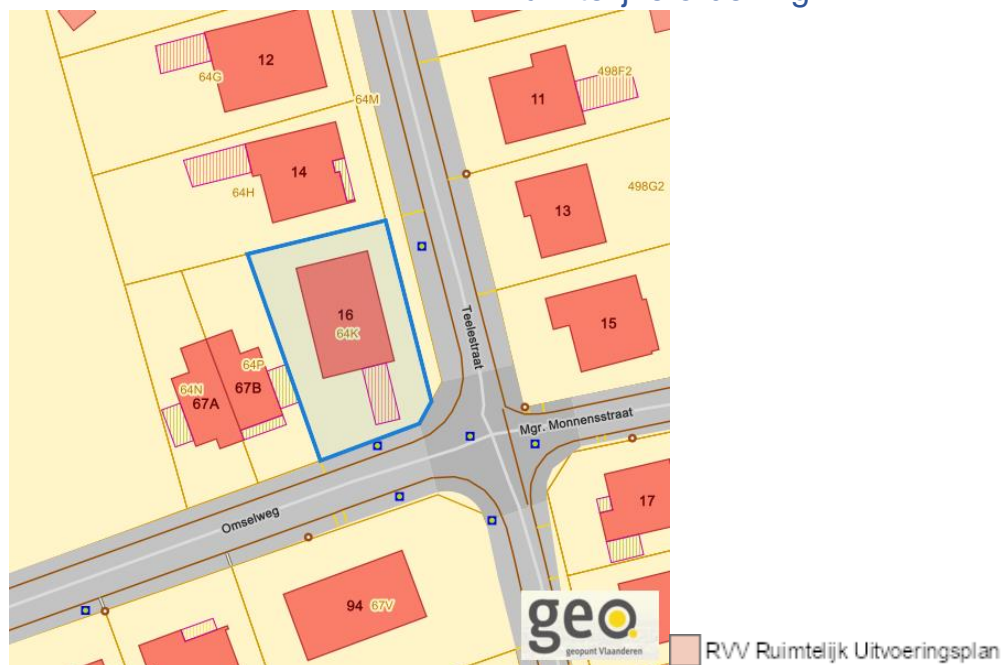 12
64G
64M
11
498F2
14
64H
13
498G2
16
64K
15
Teelestraat
64P
67B
64N
67A
Mgr. Monnensstraat
17
Omselweg
94 67V
geo
geopunt Vlaanderen
RVV Ruimtelijk Uitvoeringsplan